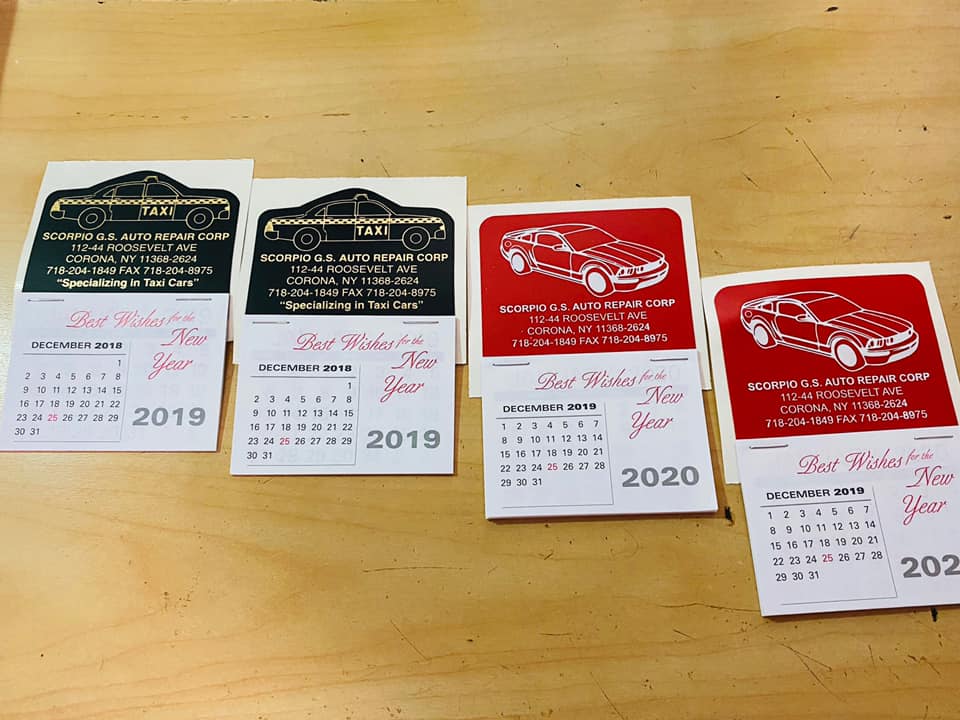 TAXI
SCORPIO G.S. AUTO REPAIR CORP
112-44 ROOSEVELT AVE
CORONA, NY 11368-2624
718-204-1849 FAX 718-204-8975
"Specializing in Taxi Cars"
Best Wishes for the
New
Year
DECEMBER 2018
1
2 3 4 5 6 7 8
9 10 11 12 13 14 15
16 17 18 19 20 21 22
23 24 25 26 27 28 29
30 31
2019
TAXI
SCORPIO G.S. AUTO REPAIR CORP
112-44 ROOSEVELT AVE
CORONA, NY 11368-2624
718-204-1849 FAX 718-204-8975
"Specializing in Taxi Cars"
Best Wishes for the
New
Year
DECEMBER 2018
1
2 3 4 5 6 7 8
9 10 11 12 13 14 15
16 17 18 19 20 21 22
23 24 25 26 27 28 29
30 31
2019
SCORPIO G.S. AUTO REPAIR CORP
112-44 ROOSEVELT AVE
CORONA, NY 11368-2624
718-204-1849 FAX 718-204-8975
Best Wishes for the
New
Year
DECEMBER 2019
1 2 3 4 5 6 7
8 9 10 11 12 13 14
15 16 17 18 19 20 21
22 23 24 25 26 27 28
29 30 31
2020
SCORPIO G.S. AUTO REPAIR CORP
112-44 ROOSEVELT AVE
CORONA, NY 11368-2624
718-204-1849 FAX 718-204-8975
Best Wishes for the
New
Year
DECEMBER 2019
1 2 3 4 5 6 7
8 9 10 11 12 13 14
15 16 17 18 19 20 21
22 23 24 25 26 27 28
29 30 31
202